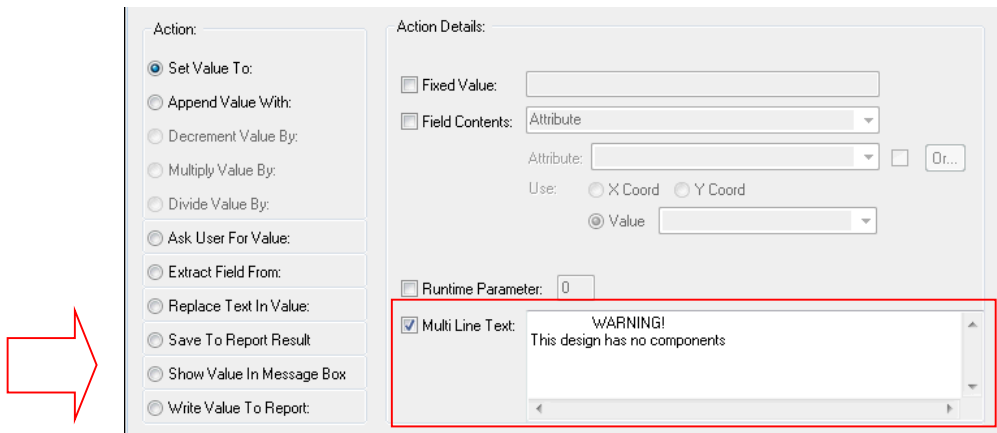 Action:
Set Value To:
Append Value With:
Decrement Value By:
Multiply Value By:
Divide Value By:
Ask User For Value:
Extract Field From:
Replace Text In Value:
Save To Report Result
Show Value In Message Box
Write Value To Report:
Action Details:
Fixed Value:
Field Contents: Attribute
Attribute: Or...
Use: X Coord Y Coord
Value
Runtime Parameter: 0
Multi Line Text: WARNING!
This design has no components